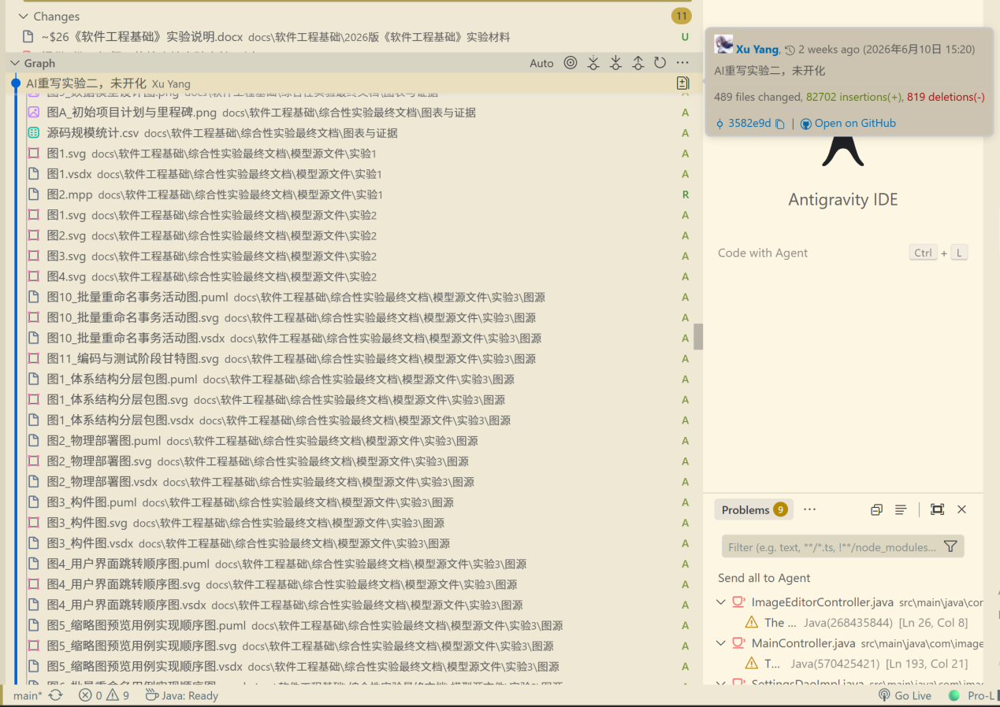 Changes
11
~$26《软件工程基础》实验说明.docx docs\软件工程基础\2026版《软件工程基础》实验材料
U
Graph
Auto
AI重写实验二，未开化 Xu Yang
图A_初始项目计划与里程碑.png docs\软件工程基础\综合性实验最终文档\图表与证据
A
源码规模统计.csv docs\软件工程基础\综合性实验最终文档\图表与证据
A
图1.svg docs\软件工程基础\综合性实验最终文档\模型源文件\实验1
A
图1.vsdx docs\软件工程基础\综合性实验最终文档\模型源文件\实验1
A
图2.mpp docs\软件工程基础\综合性实验最终文档\模型源文件\实验1
R
图1.svg docs\软件工程基础\综合性实验最终文档\模型源文件\实验2
A
图2.svg docs\软件工程基础\综合性实验最终文档\模型源文件\实验2
A
图3.svg docs\软件工程基础\综合性实验最终文档\模型源文件\实验2
A
图4.svg docs\软件工程基础\综合性实验最终文档\模型源文件\实验2
A
图10_批量重命名事务活动图.puml docs\软件工程基础\综合性实验最终文档\模型源文件\实验3\图源
A
图10_批量重命名事务活动图.svg docs\软件工程基础\综合性实验最终文档\模型源文件\实验3\图源
A
图10_批量重命名事务活动图.vsdx docs\软件工程基础\综合性实验最终文档\模型源文件\实验3\图源
A
图11_编码与测试阶段甘特图.svg docs\软件工程基础\综合性实验最终文档\模型源文件\实验3\图源
A
图1_体系结构分层包图.puml docs\软件工程基础\综合性实验最终文档\模型源文件\实验3\图源
A
图1_体系结构分层包图.svg docs\软件工程基础\综合性实验最终文档\模型源文件\实验3\图源
A
图1_体系结构分层包图.vsdx docs\软件工程基础\综合性实验最终文档\模型源文件\实验3\图源
A
图2_物理部署图.puml docs\软件工程基础\综合性实验最终文档\模型源文件\实验3\图源
A
图2_物理部署图.svg docs\软件工程基础\综合性实验最终文档\模型源文件\实验3\图源
A
图2_物理部署图.vsdx docs\软件工程基础\综合性实验最终文档\模型源文件\实验3\图源
A
图3_构件图.puml docs\软件工程基础\综合性实验最终文档\模型源文件\实验3\图源
A
图3_构件图.svg docs\软件工程基础\综合性实验最终文档\模型源文件\实验3\图源
A
图3_构件图.vsdx docs\软件工程基础\综合性实验最终文档\模型源文件\实验3\图源
A
图4_用户界面跳转顺序图.puml docs\软件工程基础\综合性实验最终文档\模型源文件\实验3\图源
A
图4_用户界面跳转顺序图.svg docs\软件工程基础\综合性实验最终文档\模型源文件\实验3\图源
A
图4_用户界面跳转顺序图.vsdx docs\软件工程基础\综合性实验最终文档\模型源文件\实验3\图源
A
图5_缩略图预览用例实现顺序图.puml docs\软件工程基础\综合性实验最终文档\模型源文件\实验3\图源
A
图5_缩略图预览用例实现顺序图.svg docs\软件工程基础\综合性实验最终文档\模型源文件\实验3\图源
A
图5_缩略图预览用例实现顺序图.vsdx docs\软件工程基础\综合性实验最终文档\模型源文件\实验3\图源
A
Xu Yang, 2 weeks ago (2026年6月10日 15:20)
AI重写实验二，未开化
489 files changed, 82702 insertions(+), 819 deletions(-)
3582e9d | Open on GitHub
Antigravity IDE
Code with Agent Ctrl + L
Problems 9 ···
Filter (e.g. text, **/*.ts, !**/node_modules...
Send all to Agent
ImageEditorController.java src\main\java\cor
The ... Java(268435844) [Ln 26, Col 8]
MainController.java src\main\java\com\image
T... Java(570425421) [Ln 193, Col 21]
SettingsDaoImpl.java src\main\java\com\imag
main* 0 9 Java: Ready
Go Live Pro-L